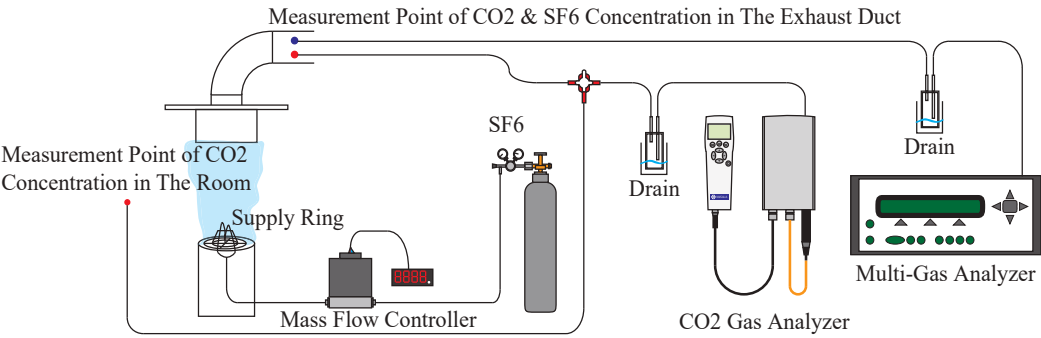 Measurement Point of CO2 & SF6 Concentration in The Exhaust Duct
SF6
Drain
Measurement Point of CO2
Concentration in The Room
Drain
Supply Ring
Multi-Gas Analyzer
Mass Flow Controller
CO2 Gas Analyzer